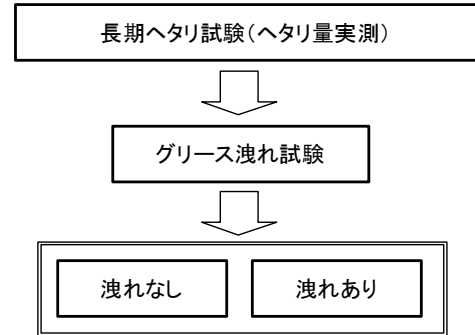 長期ヘタリ試験（ヘタリ量実測）
グリース洩れ試験
洩れなし
洩れあり